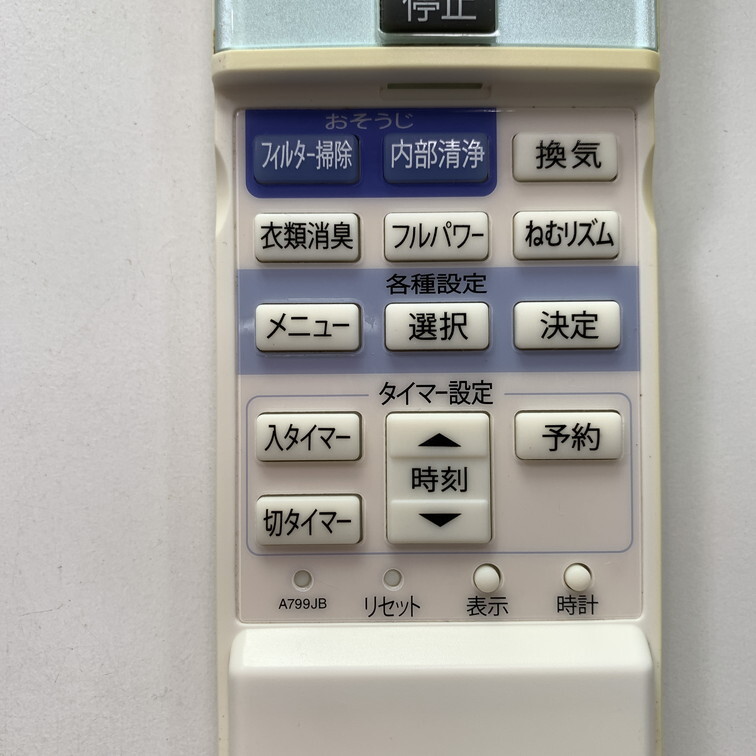 停止
おそうじ
フィルター掃除 内部清浄 換気
衣類消臭 フルパワー ねむリズム
各種設定
メニュー 選択 決定
タイマー設定
入タイマー 予約
時刻
切タイマー
A799JB リセット 表示 時計